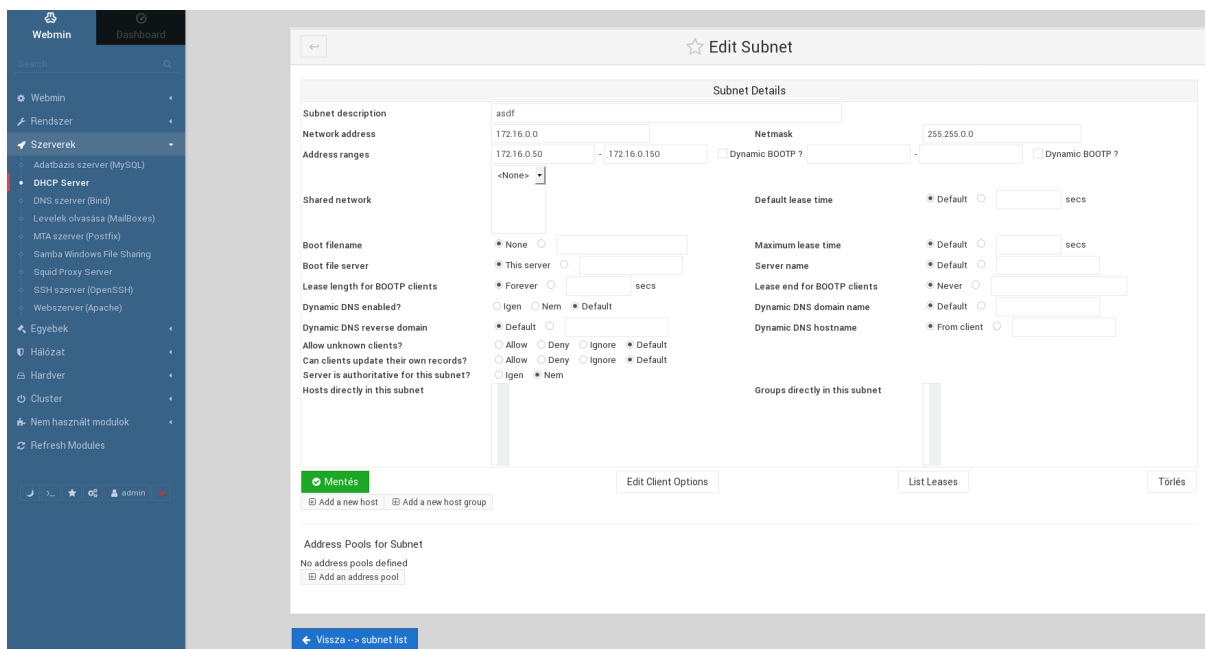 Webmin Dashboard
Search
Webmin
Rendszer
Szerverek
Adatbázis szerver (MySQL)
DHCP Server
DNS szerver (Bind)
Levelek olvasása (MailBoxes)
MTA szerver (Postfix)
Samba Windows File Sharing
Squid Proxy Server
SSH szerver (OpenSSH)
Webszerver (Apache)
Egyebek
Hálózat
Hardver
Cluster
Nem használt modulok
Refresh Modules
admin
Edit Subnet
Subnet Details
Subnet description asdf
Network address 172.16.0.0 Netmask 255.255.0.0
Address ranges 172.16.0.50 - 172.16.0.150 Dynamic BOOTP ? - Dynamic BOOTP ?
<None>
Shared network Default lease time Default secs
Boot filename None Maximum lease time Default secs
Boot file server This server Server name Default
Lease length for BOOTP clients Forever secs Lease end for BOOTP clients Never
Dynamic DNS enabled? Igen Nem Default Dynamic DNS domain name Default
Dynamic DNS reverse domain Default Dynamic DNS hostname From client
Allow unknown clients? Allow Deny Ignore Default
Can clients update their own records? Allow Deny Ignore Default
Server is authoritative for this subnet? Igen Nem
Hosts directly in this subnet Groups directly in this subnet
Mentés Edit Client Options List Leases Törlés
Add a new host Add a new host group
Address Pools for Subnet
No address pools defined
Add an address pool
Vissza --> subnet list